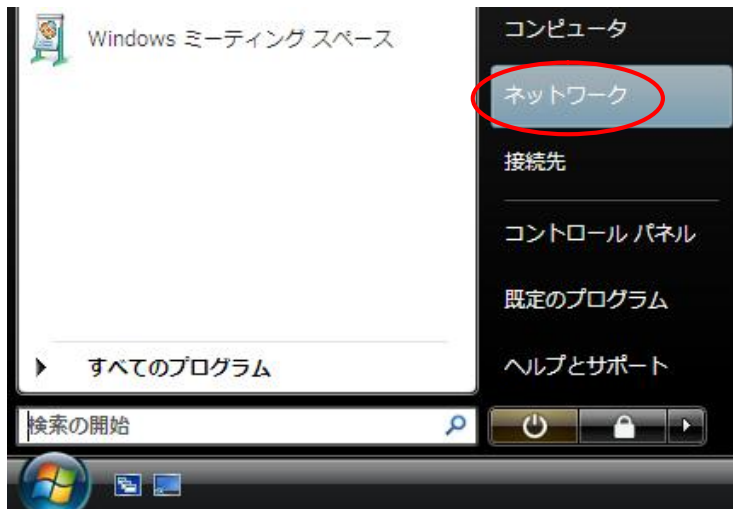 Windows ミーティング スペース
すべてのプログラム
検索の開始
コンピュータ
ネットワーク
接続先
コントロール パネル
既定のプログラム
ヘルプとサポート